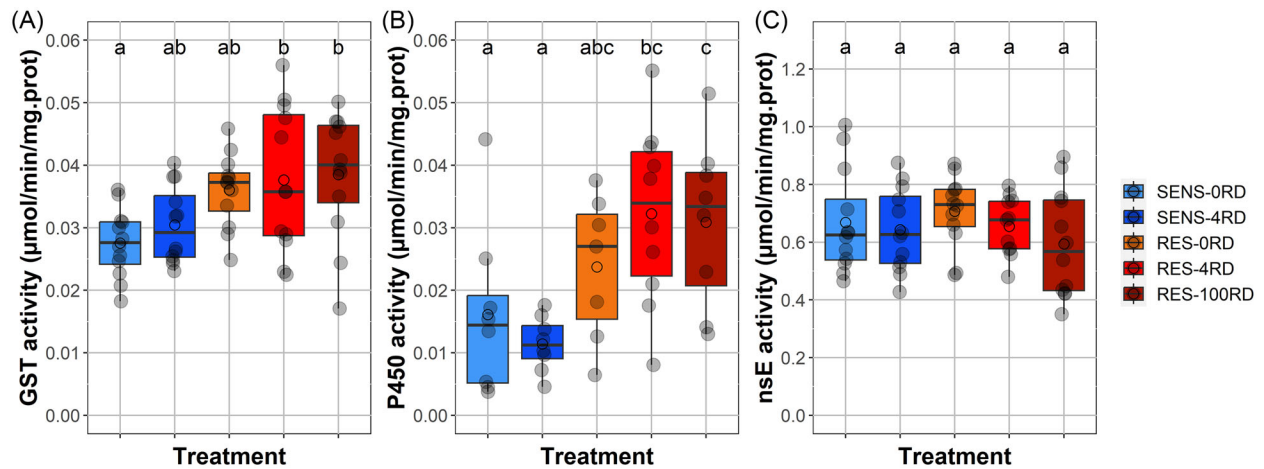 (A)
GST activity (µmol/min/mg.prot)
0.06
0.05
0.04
0.03
0.02
0.01
0.00
a ab ab b b
Treatment
(B)
P450 activity (µmol/min/mg.prot)
0.06
0.05
0.04
0.03
0.02
0.01
0.00
a a abc bc c
Treatment
(C)
nsE activity (µmol/min/mg.prot)
1.2
1.0
0.8
0.6
0.4
0.2
0.0
a a a a a
Treatment
SENS-0RD
SENS-4RD
RES-0RD
RES-4RD
RES-100RD